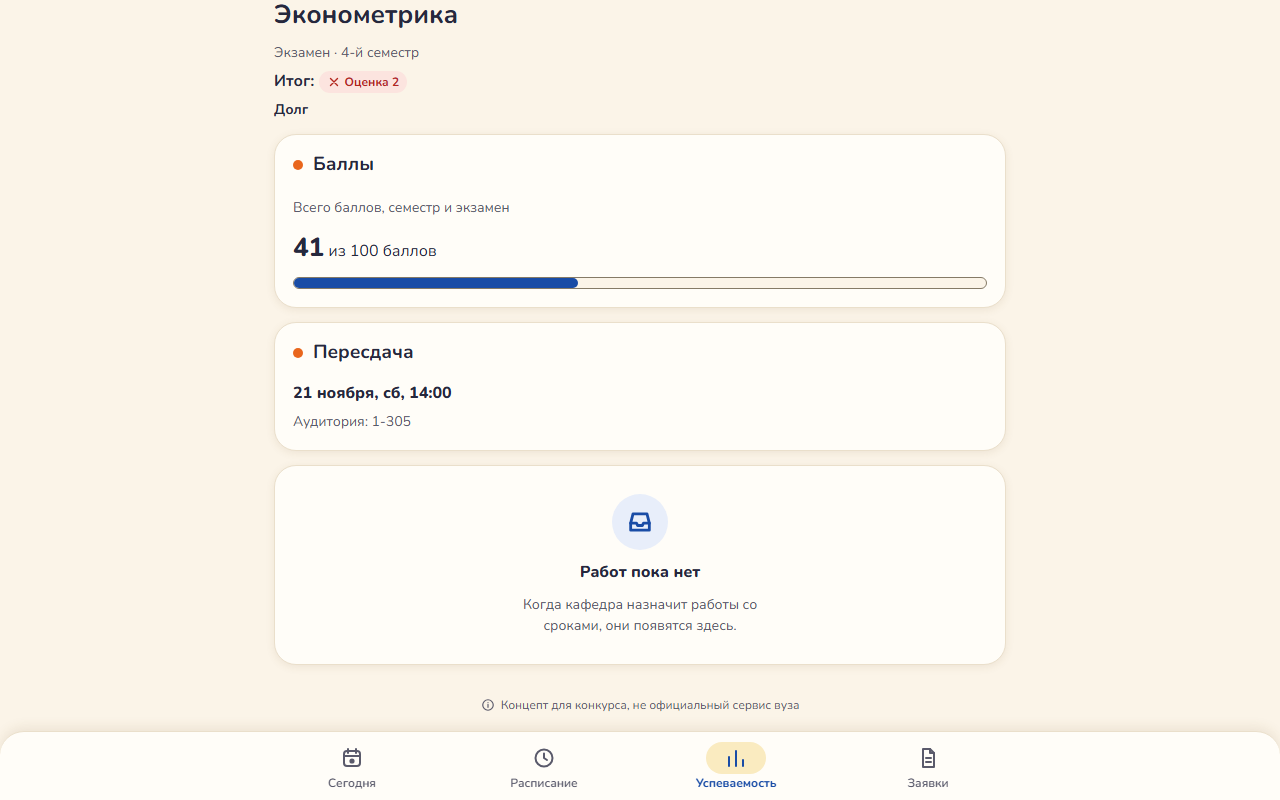 Эконометрика
Экзамен · 4-й семестр
Итог: Оценка 2
Долг
Баллы
Всего баллов, семестр и экзамен
41 из 100 баллов
Пересдача
21 ноября, сб, 14:00
Аудитория: 1-305
Работ пока нет
Когда кафедра назначит работы со
сроками, они появятся здесь.
Концепт для конкурса, не официальный сервис вуза
Сегодня
Расписание
Успеваемость
Заявки